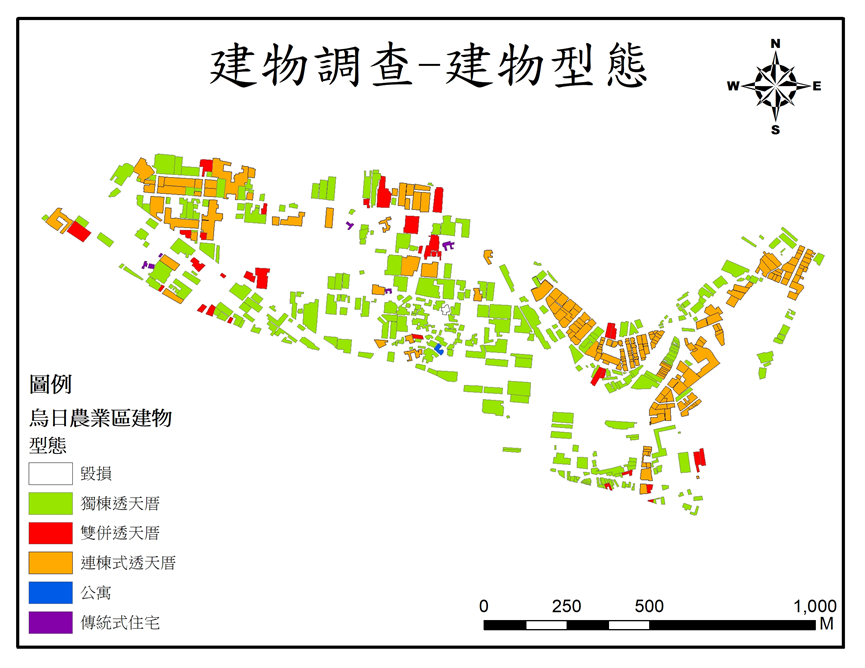 建物調查-建物型態
N
W E
S
圖例
烏日農業區建物
型態
毀損
獨棟透天厝
雙併透天厝
連棟式透天厝
公寓
傳統式住宅
0 250 500 1,000
M